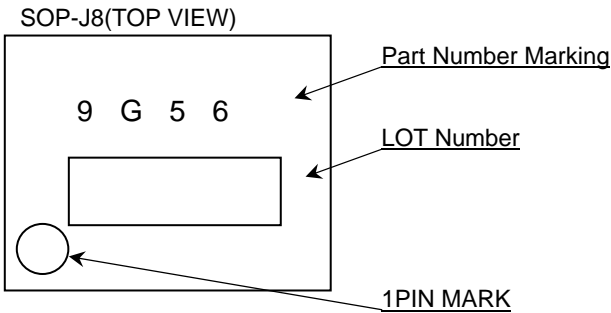 SOP-J8(TOP VIEW)
Part Number Marking
9 G 5 6
LOT Number
1PIN MARK